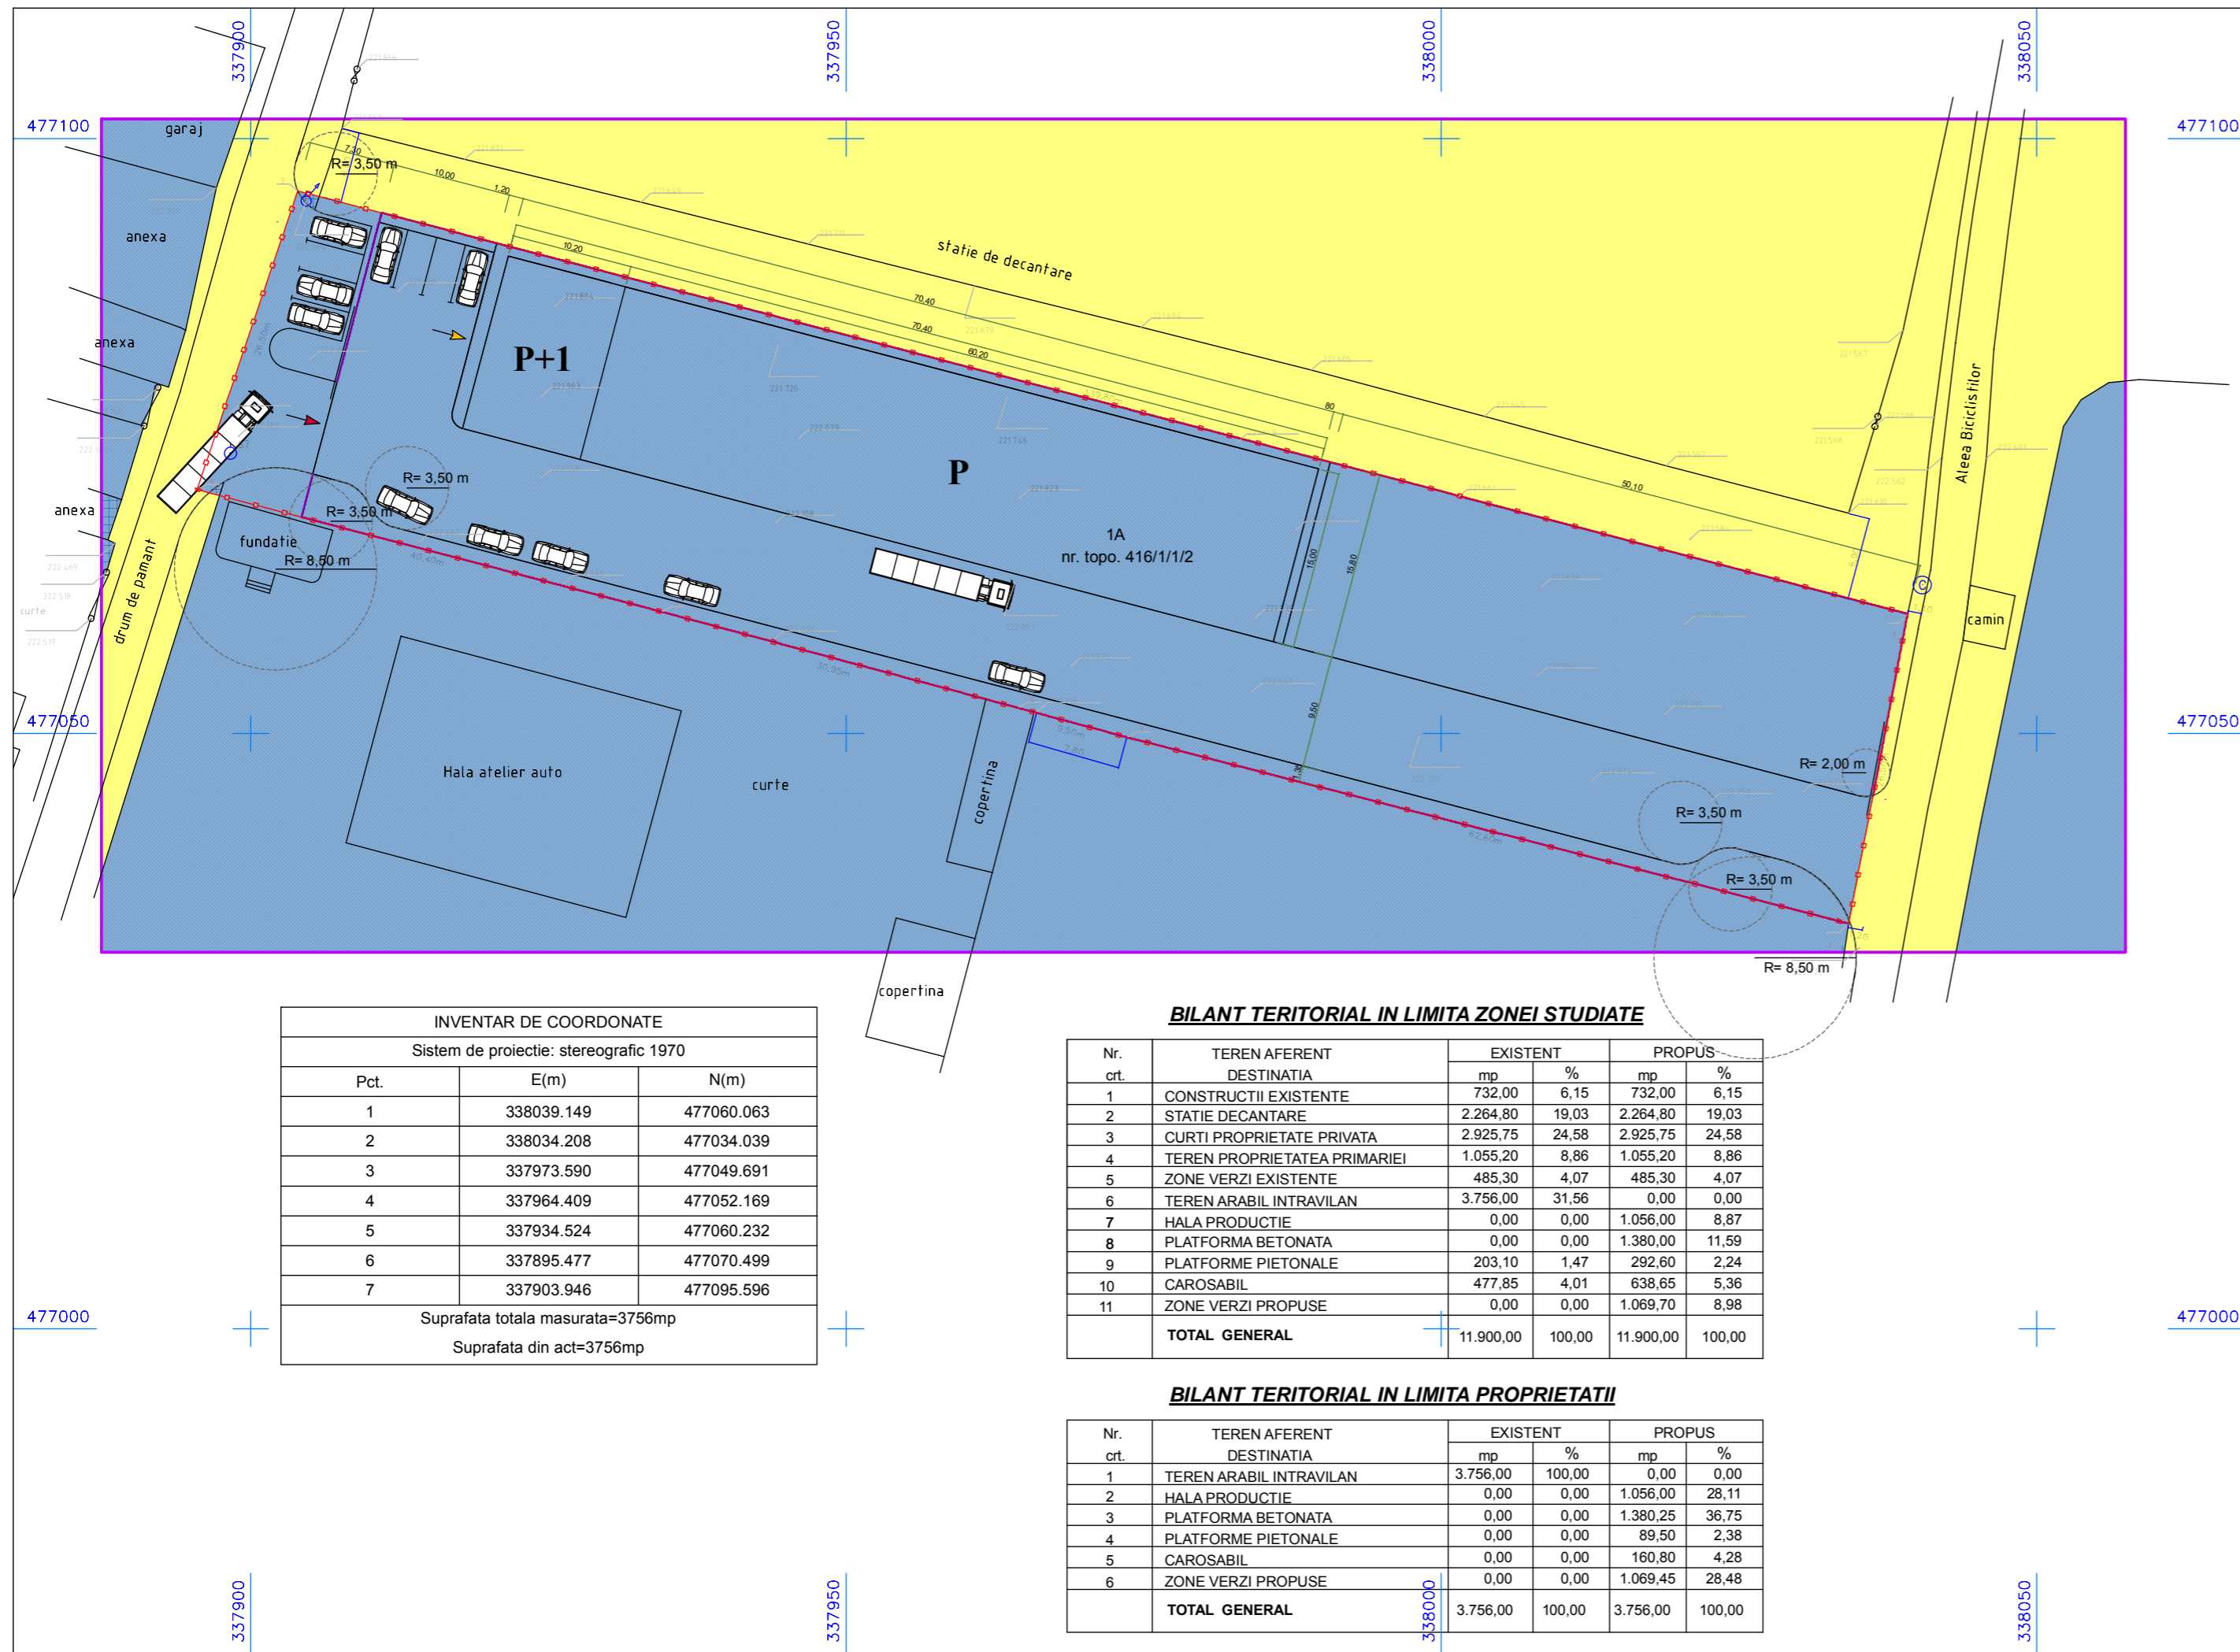 337900
337950
338000
338050
477100
477100
garaj
R= 3,50 m
7,30
10,00
1,20
anexa
statie de decantare
10,20
70,40
70,40
60,20
anexa
P+1
80
Aleea Biciclistilor
P
50,10
R= 3,50 m
anexa
R= 3,50 m
fundatie
R= 8,50 m
1A
nr. topo. 416/1/1/2
15,00
15,80
drum de pamant
curte
camin
26,50m
40,40m
30,95m
9,50m
7,80
9,50
1,30
62,60m
477050
477050
Hala atelier auto
curte
copertina
R= 2,00 m
R= 3,50 m
R= 3,50 m
R= 8,50 m
copertina
INVENTAR DE COORDONATE
Sistem de proiectie: stereografic 1970
Pct. E(m) N(m)
1 338039.149 477060.063
2 338034.208 477034.039
3 337973.590 477049.691
4 337964.409 477052.169
5 337934.524 477060.232
6 337895.477 477070.499
7 337903.946 477095.596
Suprafata totala masurata=3756mp
Suprafata din act=3756mp
BILANT TERITORIAL IN LIMITA ZONEI STUDIATE
Nr. TEREN AFERENT EXISTENT PROPUS
crt. DESTINATIA mp % mp %
1 CONSTRUCTII EXISTENTE 732,00 6,15 732,00 6,15
2 STATIE DECANTARE 2.264,80 19,03 2.264,80 19,03
3 CURTI PROPRIETATE PRIVATA 2.925,75 24,58 2.925,75 24,58
4 TEREN PROPRIETATEA PRIMARIEI 1.055,20 8,86 1.055,20 8,86
5 ZONE VERZI EXISTENTE 485,30 4,07 485,30 4,07
6 TEREN ARABIL INTRAVILAN 3.756,00 31,56 0,00 0,00
7 HALA PRODUCTIE 0,00 0,00 1.056,00 8,87
8 PLATFORMA BETONATA 0,00 0,00 1.380,00 11,59
9 PLATFORME PIETONALE 203,10 1,47 292,60 2,24
10 CAROSABIL 477,85 4,01 638,65 5,36
11 ZONE VERZI PROPUSE 0,00 0,00 1.069,70 8,98
TOTAL GENERAL 11.900,00 100,00 11.900,00 100,00
477000
477000
BILANT TERITORIAL IN LIMITA PROPRIETATII
Nr. TEREN AFERENT EXISTENT PROPUS
crt. DESTINATIA mp % mp %
1 TEREN ARABIL INTRAVILAN 3.756,00 100,00 0,00 0,00
2 HALA PRODUCTIE 0,00 0,00 1.056,00 28,11
3 PLATFORMA BETONATA 0,00 0,00 1.380,25 36,75
4 PLATFORME PIETONALE 0,00 0,00 89,50 2,38
5 CAROSABIL 0,00 0,00 160,80 4,28
6 ZONE VERZI PROPUSE 0,00 0,00 1.069,45 28,48
TOTAL GENERAL 3.756,00 100,00 3.756,00 100,00
337900
337950
338000
338050